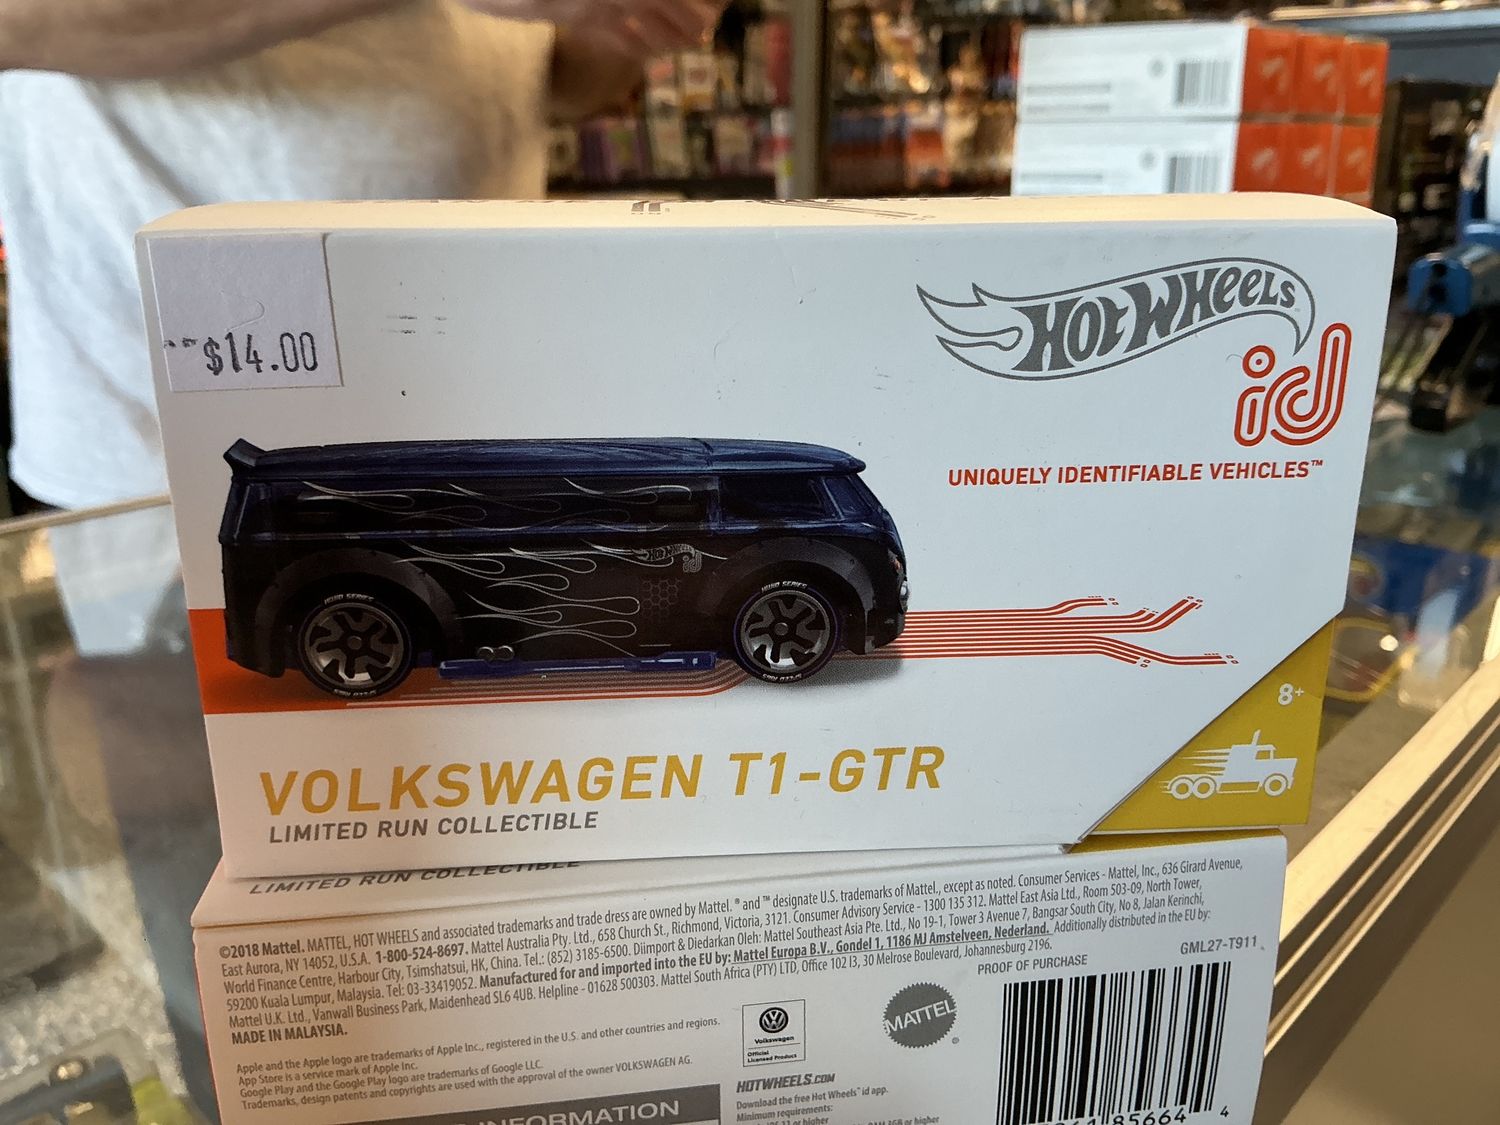 $14.00
HOT WHEELS
id
UNIQUELY IDENTIFIABLE VEHICLES™
HOT WHEELS
id
8+
VOLKSWAGEN T1-GTR
LIMITED RUN COLLECTIBLE
LIMITED RUN COLLECTIBLE
©2018 Mattel. MATTEL, HOT WHEELS and associated trademarks and trade dress are owned by Mattel. ® and ™ designate U.S. trademarks of Mattel, except as noted. Consumer Services - Mattel, Inc., 636 Girard Avenue,
East Aurora, NY 14052, U.S.A. 1-800-524-8697. Mattel Australia Pty. Ltd., 658 Church St., Richmond, Victoria, 3121. Consumer Advisory Service - 1300 135 312. Mattel East Asia Ltd., Room 503-09, North Tower,
World Finance Centre, Harbour City, Tsimshatsui, HK, China. Tel.: (852) 3185-6500. Diimport & Diedarkan Oleh: Mattel Southeast Asia Pte. Ltd., No 19-1, Tower 3 Avenue 7, Bangsar South City, No 8, Jalan Kerinchi,
59200 Kuala Lumpur, Malaysia. Tel: 03-33419052. Manufactured for and imported into the EU by: Mattel Europa B.V., Gondel 1, 1186 MJ Amstelveen, Nederland. Additionally distributed in the EU by:
Mattel U.K. Ltd., Vanwall Business Park, Maidenhead SL6 4UB. Helpline - 01628 500303. Mattel South Africa (PTY) LTD, Office 102 I3, 30 Melrose Boulevard, Johannesburg 2196.
MADE IN MALAYSIA.
PROOF OF PURCHASE
GML27-T911
Apple and the Apple logo are trademarks of Apple Inc., registered in the U.S. and other countries and regions.
App Store is a service mark of Apple Inc.
Google Play and the Google Play logo are trademarks of Google LLC.
Trademarks, design patents and copyrights are used with the approval of the owner VOLKSWAGEN AG.
Volkswagen
Official
Licensed Product
MATTEL
®
HOTWHEELS.COM
Download the free Hot Wheels™ id app.
Minimum requirements:
INFORMATION
85664
4